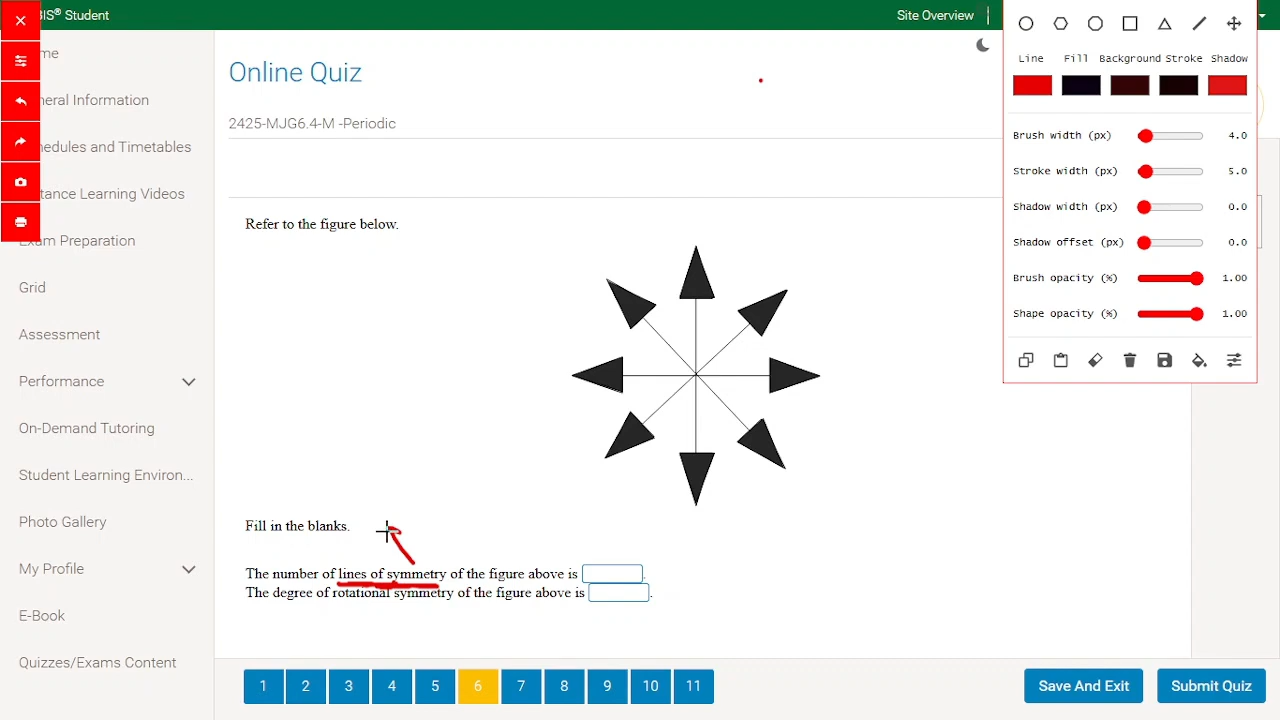 BIS® Student
Site Overview
me
neral Information
hedules and Timetables
tance Learning Videos
Exam Preparation
Grid
Assessment
Performance
On-Demand Tutoring
Student Learning Environ...
Photo Gallery
My Profile
E-Book
Quizzes/Exams Content
Online Quiz
2425-MJG6.4-M -Periodic
Refer to the figure below.
Fill in the blanks.
The number of lines of symmetry of the figure above is .
The degree of rotational symmetry of the figure above is .
1 2 3 4 5 6 7 8 9 10 11
Save And Exit
Submit Quiz
Line Fill Background Stroke Shadow
Brush width (px) 4.0
Stroke width (px) 5.0
Shadow width (px) 0.0
Shadow offset (px) 0.0
Brush opacity (%) 1.00
Shape opacity (%) 1.00